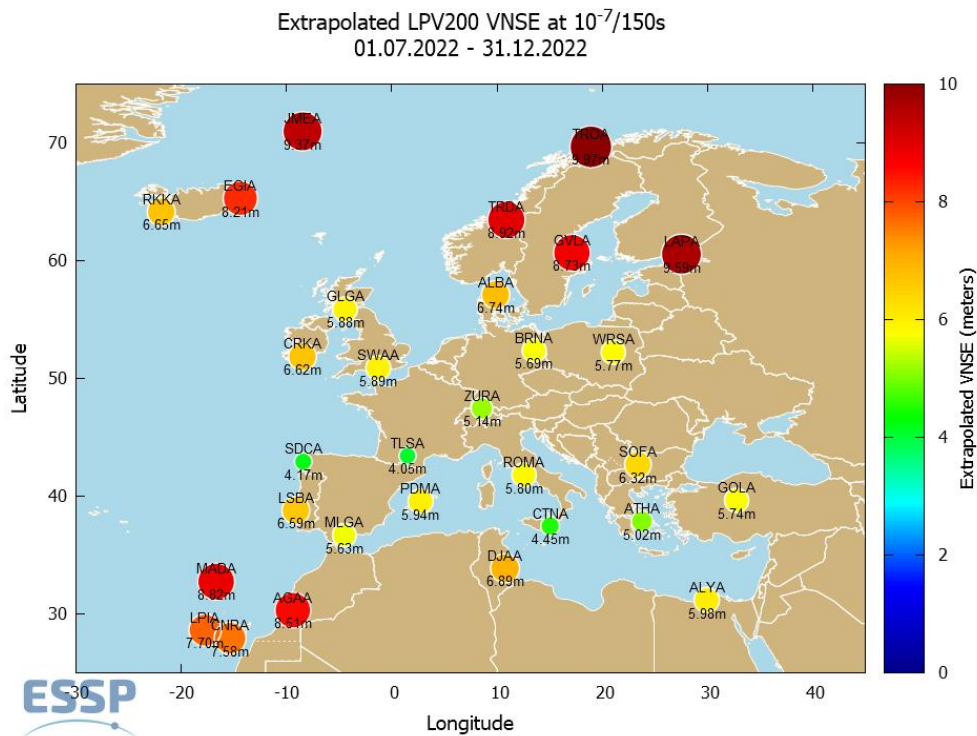 Extrapolated LPV200 VNSE at 10⁻⁷/150s
01.07.2022 - 31.12.2022
JMEA
9.37m
TROA
9.97m
EGIA
8.21m
RKKA
6.65m
TRDA
8.92m
GVLA
8.73m
LAPA
9.59m
ALBA
6.74m
GLGA
5.88m
CRKA
6.62m
SWAA
5.89m
BRNA
5.69m
WRSA
5.77m
ZURA
5.14m
SDCA
4.17m
TLSA
4.05m
ROMA
5.80m
SOFA
6.32m
LSBA
6.59m
PDMA
5.94m
GOLA
5.74m
MLGA
5.63m
CTNA
4.45m
ATHA
5.02m
DJAA
6.89m
MADA
8.82m
AGAA
8.51m
ALYA
5.98m
LPIA
7.70m
CNRA
7.58m
70
60
50
40
30
Latitude
-30
-20
-10
0
10
20
30
40
Longitude
10
8
6
4
2
0
Extrapolated VNSE (meters)
ESSP